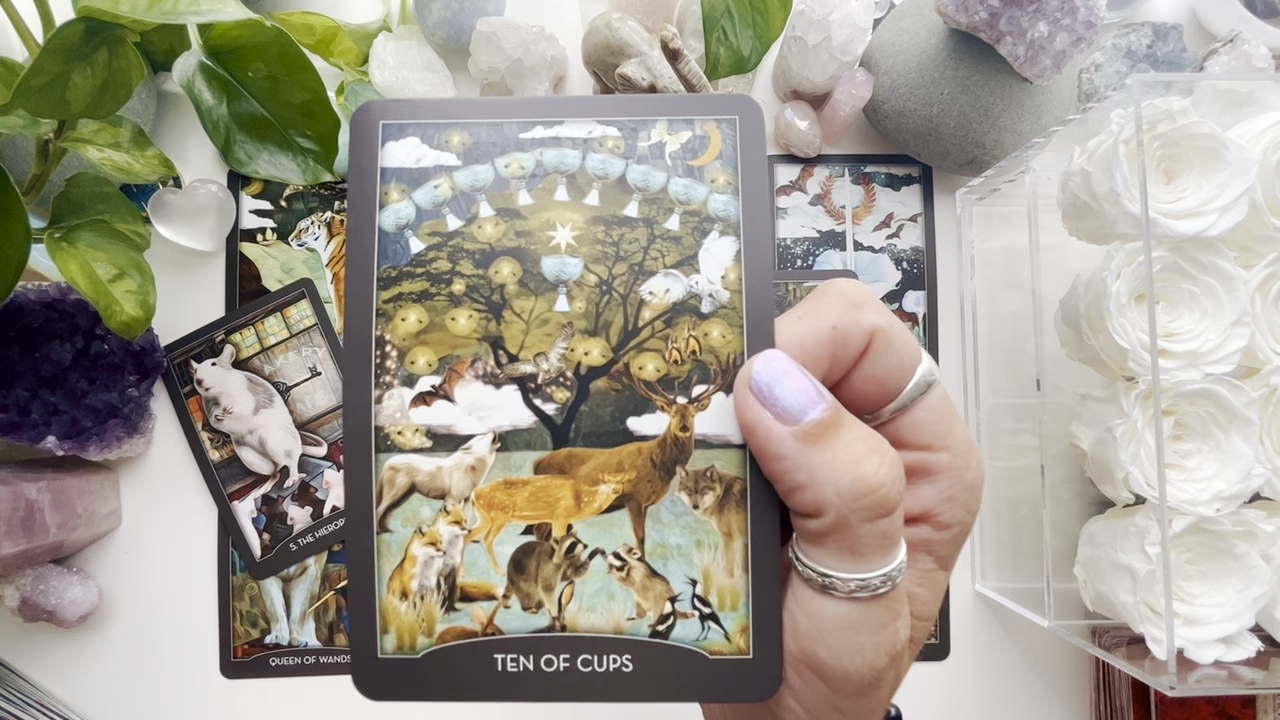 TEN OF CUPS
5. THE HIEROP
QUEEN OF WANDS